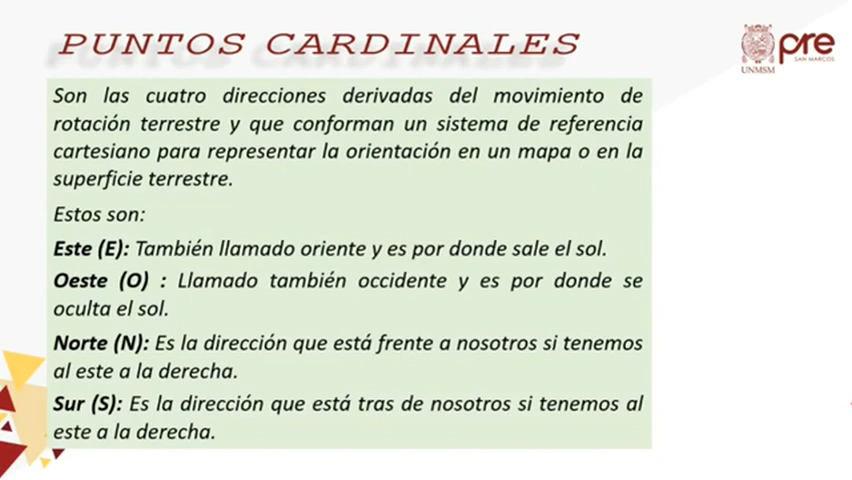 PUNTOS CARDINALES
UNMSM
pre
SAN MARCOS
Son las cuatro direcciones derivadas del movimiento de
rotación terrestre y que conforman un sistema de referencia
cartesiano para representar la orientación en un mapa o en la
superficie terrestre.
Estos son:
Este (E): También llamado oriente y es por donde sale el sol.
Oeste (O) : Llamado también occidente y es por donde se
oculta el sol.
Norte (N): Es la dirección que está frente a nosotros si tenemos
al este a la derecha.
Sur (S): Es la dirección que está tras de nosotros si tenemos al
este a la derecha.